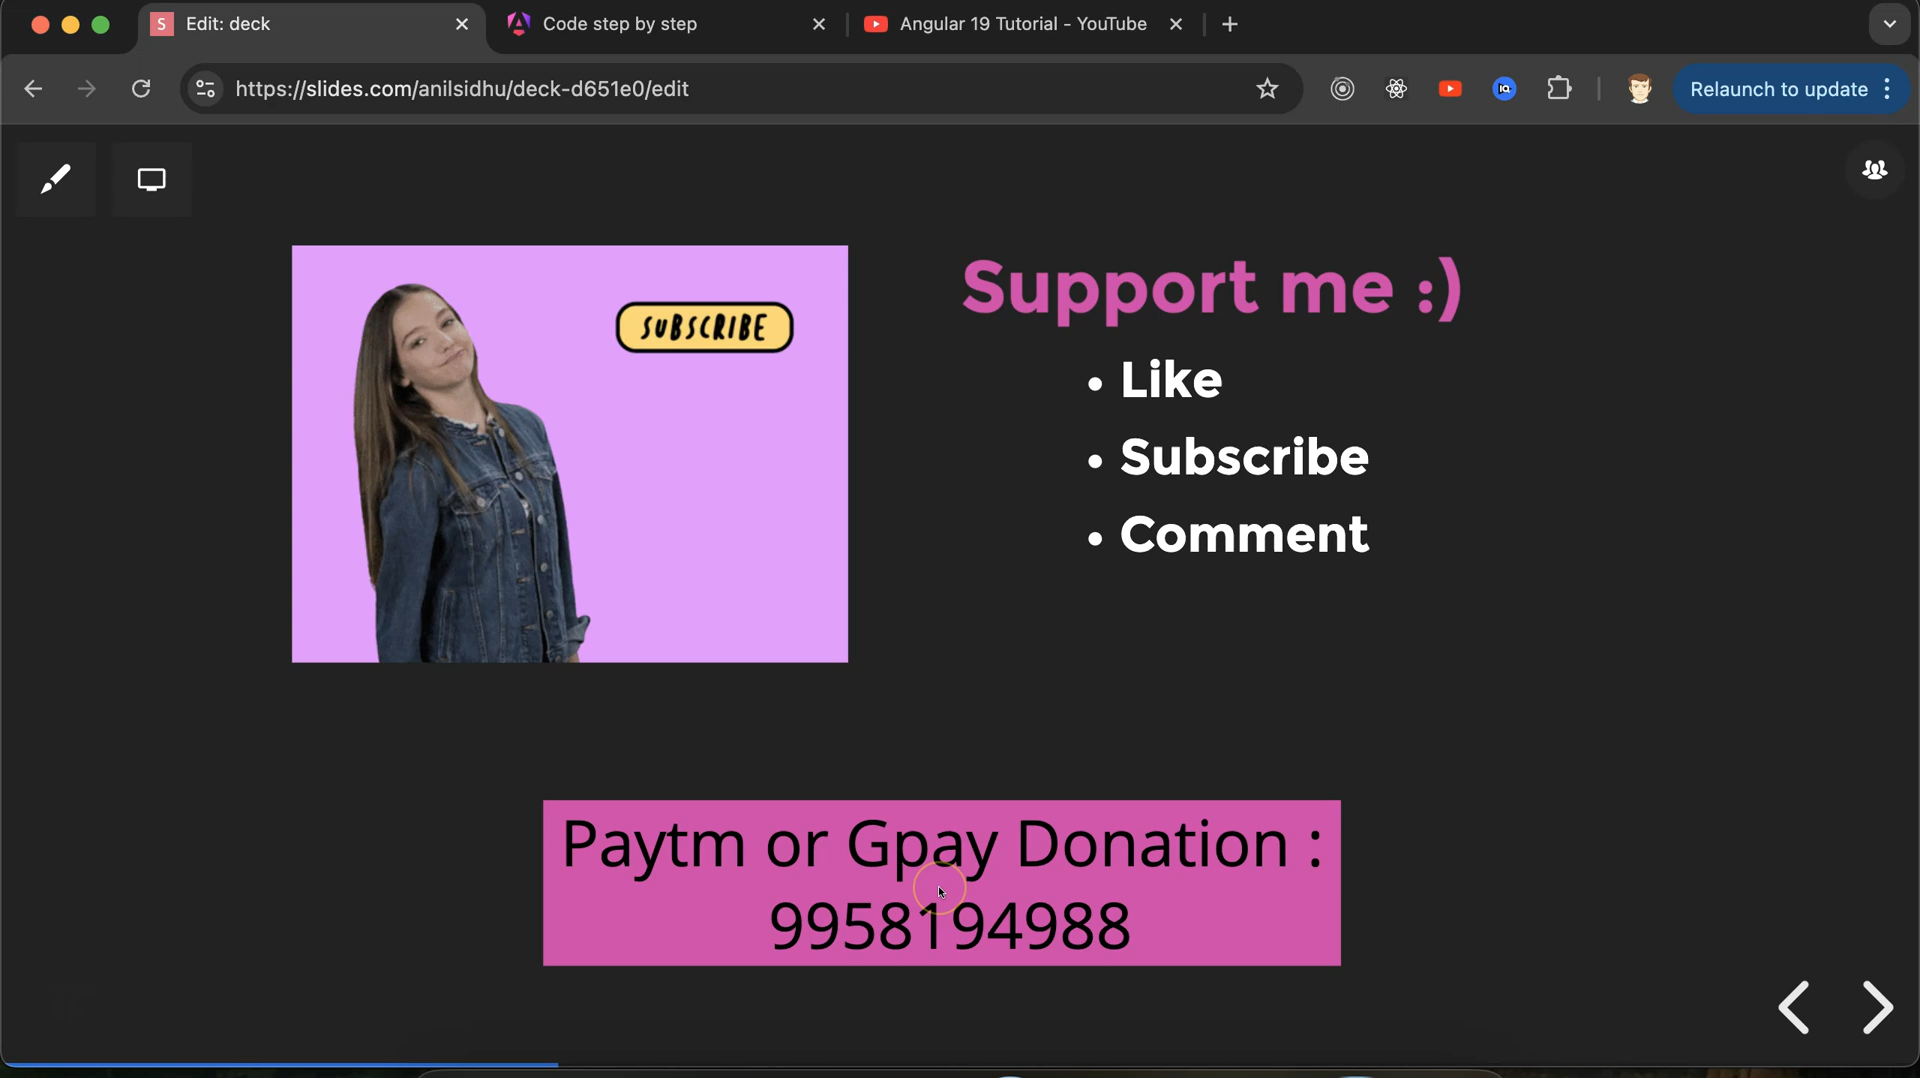 S Edit: deck
Code step by step
Angular 19 Tutorial - YouTube
https://slides.com/anilsidhu/deck-d651e0/edit
IQ
Relaunch to update
SUBSCRIBE
Support me :)
• Like
• Subscribe
• Comment
Paytm or Gpay Donation :
9958194988